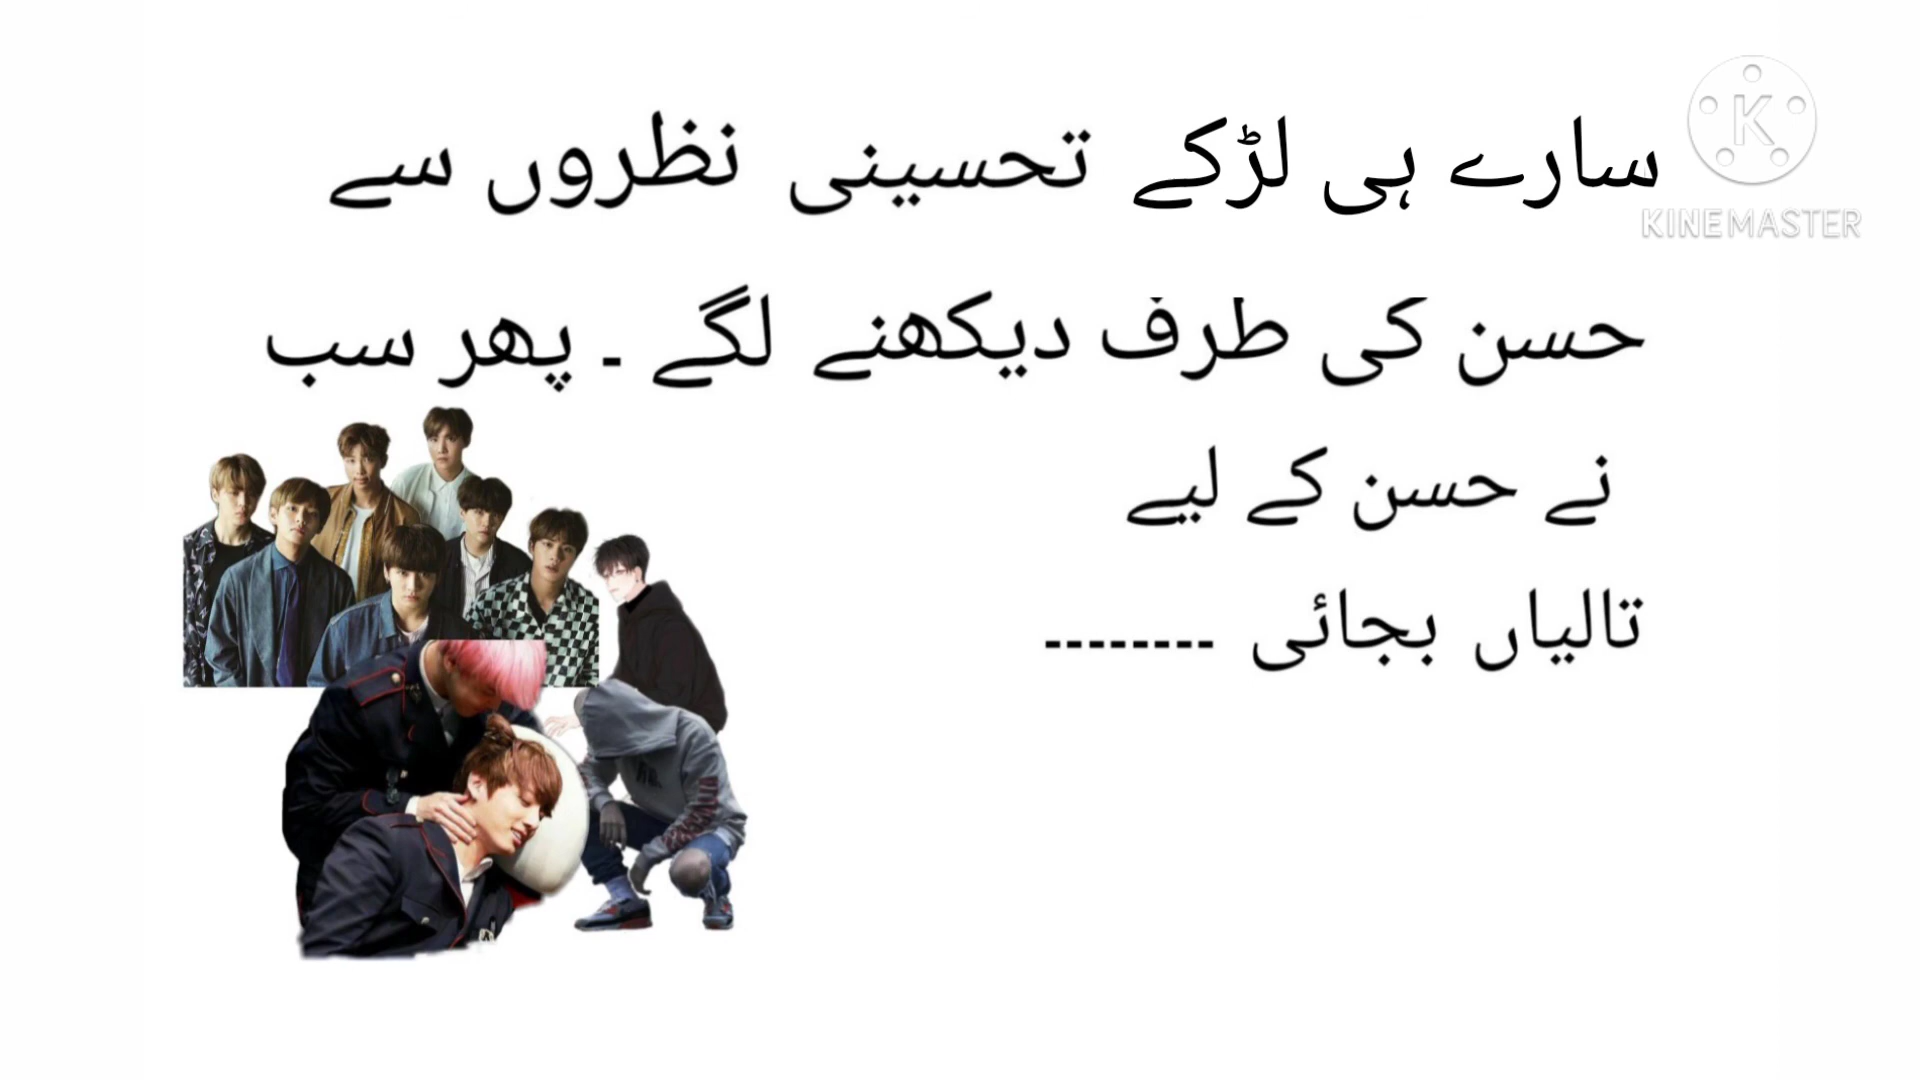 سارے ہی لڑکے تحسینی نظروں سے
حسن کی طرف دیکھنے لگے ۔ پھر سب
نے حسن کے لیے
تالیاں بجائی --------
K
KINEMASTER